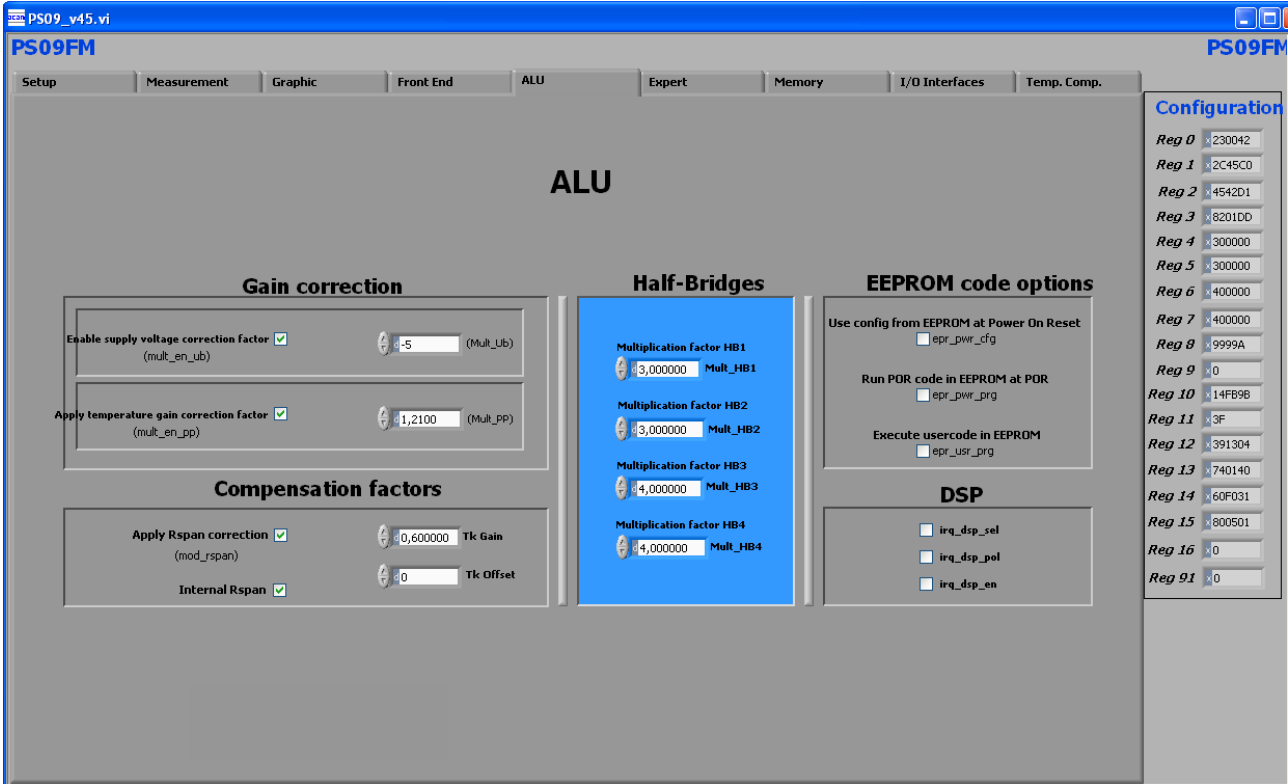 acam PS09_v45.vi
PS09FM PS09FM
Setup Measurement Graphic Front End ALU Expert Memory I/O Interfaces Temp. Comp.
ALU
Gain correction
Enable supply voltage correction factor
(mult_en_ub)
d -5 (Mult_Ub)
Apply temperature gain correction factor
(mult_en_pp)
d 1,2100 (Mult_PP)
Compensation factors
Apply Rspan correction
(mod_rspan)
Internal Rspan
d 0,600000 Tk Gain
d 0 Tk Offset
Half-Bridges
Multiplication factor HB1
d 3,000000 Mult_HB1
Multiplication factor HB2
d 3,000000 Mult_HB2
Multiplication factor HB3
d 4,000000 Mult_HB3
Multiplication factor HB4
d 4,000000 Mult_HB4
EEPROM code options
Use config from EEPROM at Power On Reset
epr_pwr_cfg
Run POR code in EEPROM at POR
epr_pwr_prg
Execute usercode in EEPROM
epr_usr_prg
DSP
irq_dsp_sel
irq_dsp_pol
irq_dsp_en
Configuration
Reg 0 x 230042
Reg 1 x 2C45C0
Reg 2 x 4542D1
Reg 3 x 8201DD
Reg 4 x 300000
Reg 5 x 300000
Reg 6 x 400000
Reg 7 x 400000
Reg 8 x 9999A
Reg 9 x 0
Reg 10 x 14FB9B
Reg 11 x 3F
Reg 12 x 391304
Reg 13 x 740140
Reg 14 x 60F031
Reg 15 x 800501
Reg 16 x 0
Reg 91 x 0